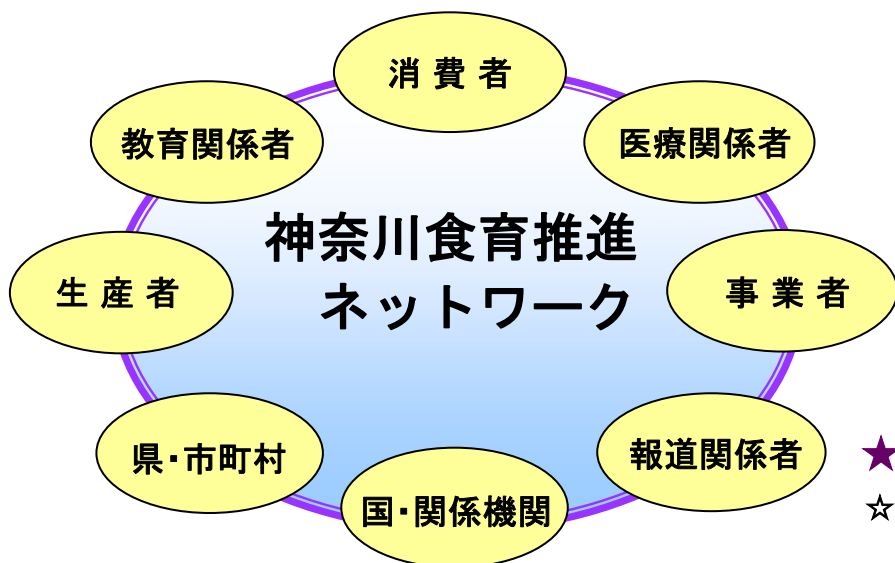 消 費 者
教育関係者
医療関係者
神奈川食育推進
ネットワーク
生 産 者
事 業 者
県・市町村
報道関係者
国・関係機関
★
☆